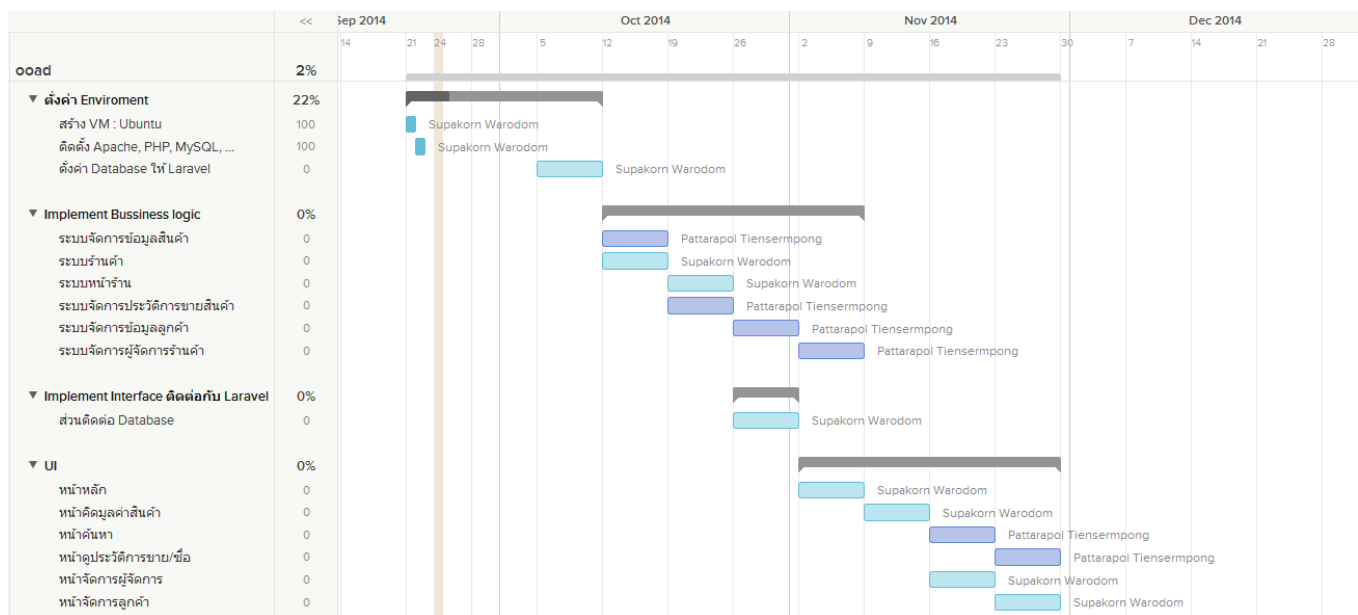 << Sep 2014 Oct 2014 Nov 2014 Dec 2014
14 21 24 28 5 12 19 26 2 9 16 23 30 7 14 21 28
ooad 2%
ตั้งค่า Enviroment 22%
สร้าง VM : Ubuntu 100 Supakorn Warodom
ติดตั้ง Apache, PHP, MySQL, ... 100 Supakorn Warodom
ตั้งค่า Database ให้ Laravel 0 Supakorn Warodom
Implement Bussiness logic 0%
ระบบจัดการข้อมูลสินค้า 0 Pattarapol Tiensermpong
ระบบร้านค้า 0 Supakorn Warodom
ระบบหน้าร้าน 0 Supakorn Warodom
ระบบจัดการประวัติการขายสินค้า 0 Pattarapol Tiensermpong
ระบบจัดการข้อมูลลูกค้า 0 Pattarapol Tiensermpong
ระบบจัดการผู้จัดการร้านค้า 0 Pattarapol Tiensermpong
Implement Interface ติดต่อกับ Laravel 0%
ส่วนติดต่อ Database 0 Supakorn Warodom
UI 0%
หน้าหลัก 0 Supakorn Warodom
หน้าคิดมูลค่าสินค้า 0 Supakorn Warodom
หน้าค้นหา 0 Pattarapol Tiensermpong
หน้าดูประวัติการขาย/ซื้อ 0 Pattarapol Tiensermpong
หน้าจัดการผู้จัดการ 0 Supakorn Warodom
หน้าจัดการลูกค้า 0 Supakorn Warodom